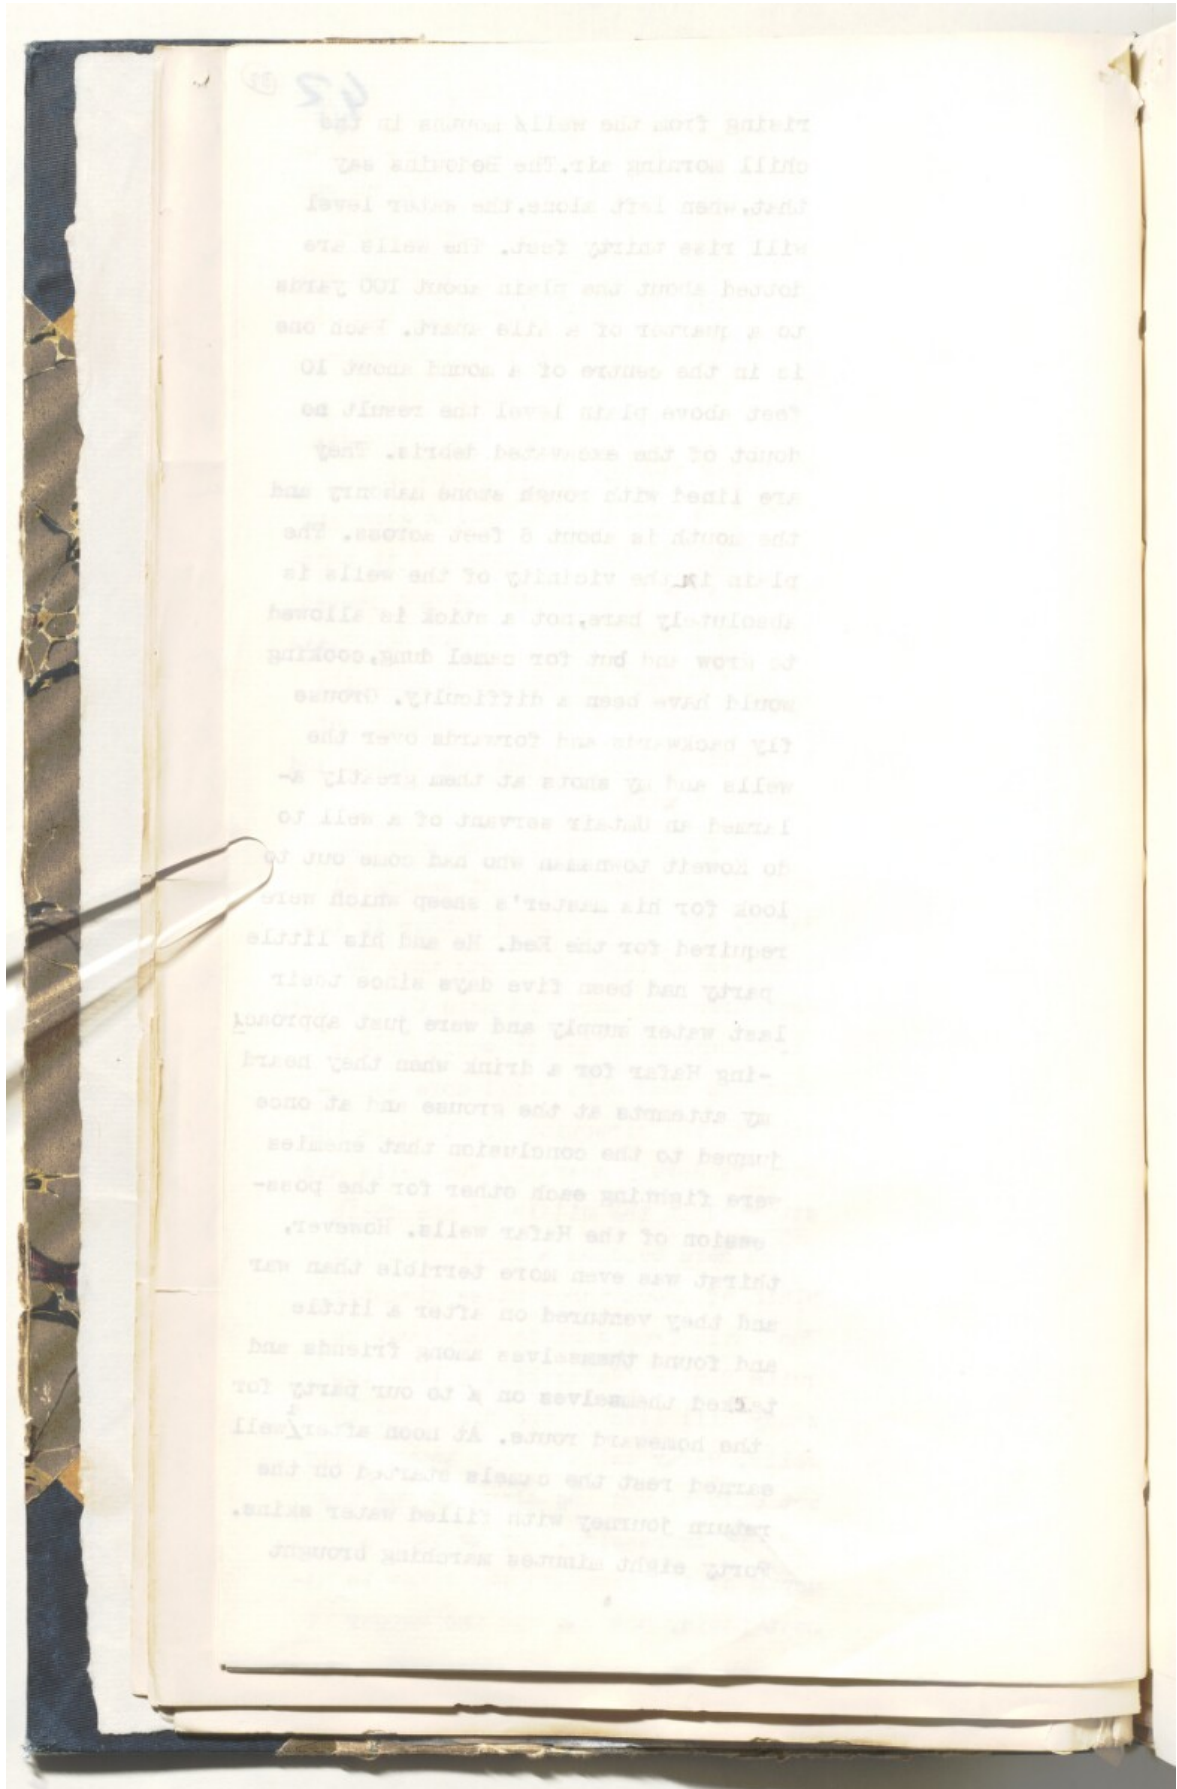 42
rising from the well/ mouths in the
chill morning air.The Bedouins say
that,when left alone,the water level
will rise thirty feet. The wells are
dotted about the plain about 100 yards
to a quarter of a mile apart. Each one
is in the centre of a mound about 10
feet above plain level the result no
doubt of the excavated debris. They
are lined with rough stone masonry and
the mouth is about 6 feet across. The
plain in the vicinity of the wells is
absolutely bare,not a stick is allowed
to grow and but for camel dung,cooking
would have been a difficulty. Grouse
fly backwards and forwards over the
wells and my shots at them greatly a-
larmed an Umtair servant of a well to
do Koweit townsman who had come out to
look for his master's sheep which were
required for the Eed. He and his little
party had been five days since their
last water supply and were just approach
-ing Hafar for a drink when they heard
my attempts at the grouse and at once
jumped to the conclusion that enemies
were fighting each other for the poss-
ession of the Hafar wells. However,
thirst was even more terrible than war
and they ventured on after a little
and found themselves among friends and
tacked themselves on to our party for
the homeward route. At noon after a well
earned rest the camels started on the
return journey with filled water skins.
Forty eight minutes marching brought